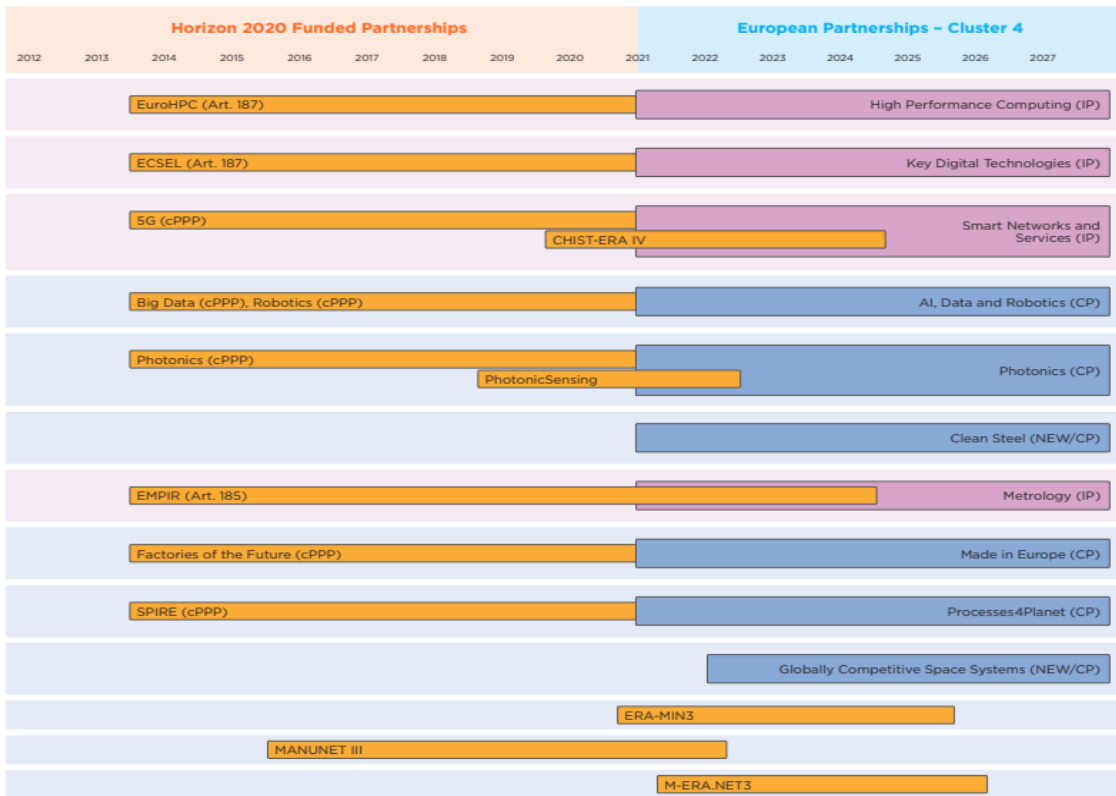 Horizon 2020 Funded Partnerships
European Partnerships – Cluster 4
2012 2013 2014 2015 2016 2017 2018 2019 2020 2021 2022 2023 2024 2025 2026 2027
EuroHPC (Art. 187)
High Performance Computing (IP)
ECSEL (Art. 187)
Key Digital Technologies (IP)
5G (cPPP)
CHIST-ERA IV
Smart Networks and
Services (IP)
Big Data (cPPP), Robotics (cPPP)
AI, Data and Robotics (CP)
Photonics (cPPP)
PhotonicSensing
Photonics (CP)
Clean Steel (NEW/CP)
EMPIR (Art. 185)
Metrology (IP)
Factories of the Future (cPPP)
Made in Europe (CP)
SPIRE (cPPP)
Processes4Planet (CP)
Globally Competitive Space Systems (NEW/CP)
ERA-MIN3
MANUNET III
M-ERA.NET3